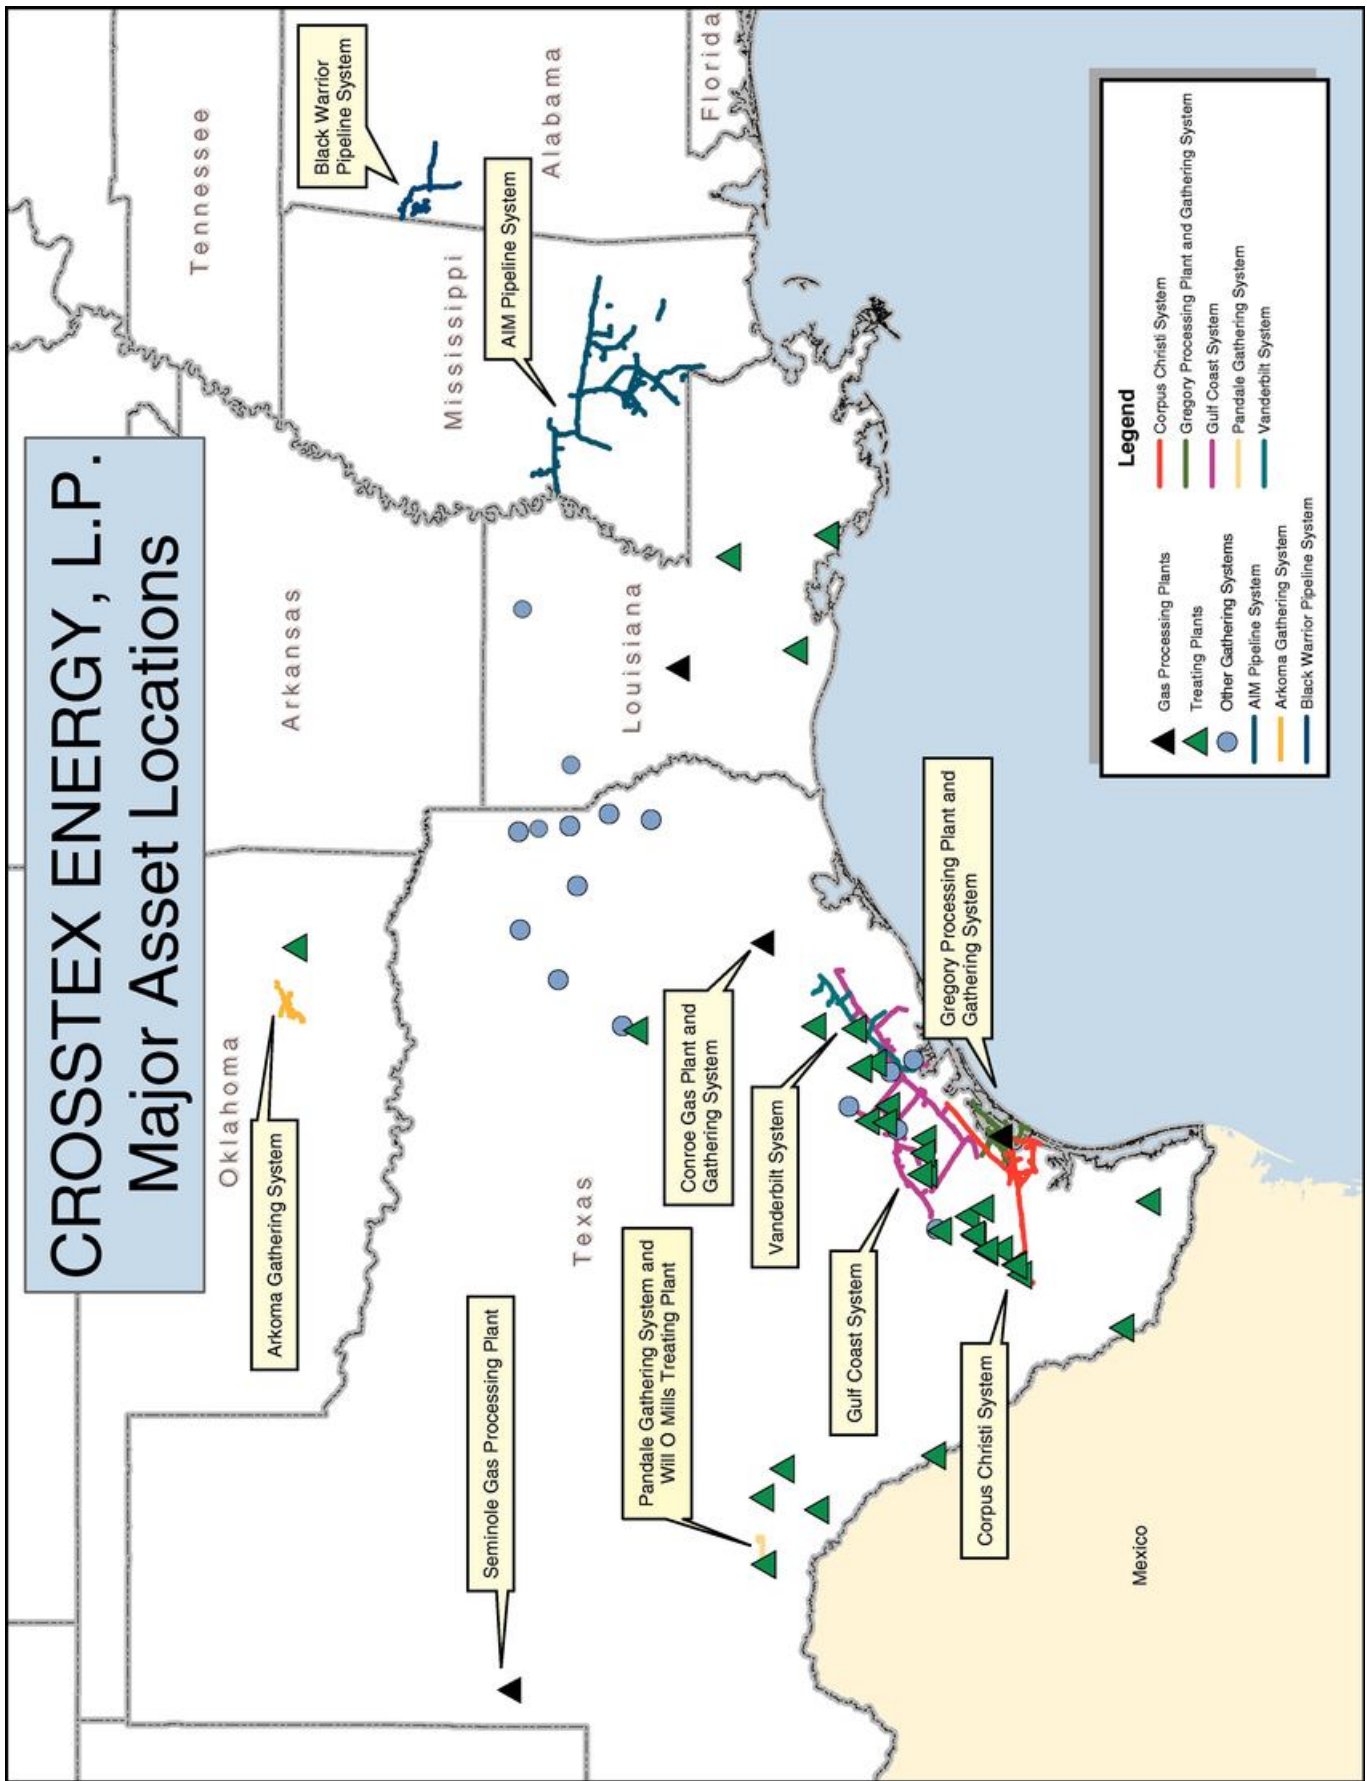 CROSSTEX ENERGY, L.P.
Major Asset Locations
Tennessee
Oklahoma
Arkansas
Mississippi
Alabama
Florida
Texas
Louisiana
Mexico
Black Warrior
Pipeline System
AIM Pipeline System
Arkoma Gathering System
Seminole Gas Processing Plant
Pandale Gathering System and
Will O Mills Treating Plant
Conroe Gas Plant and
Gathering System
Vanderbilt System
Gulf Coast System
Corpus Christi System
Gregory Processing Plant and
Gathering System
Legend
Gas Processing Plants
Treating Plants
Other Gathering Systems
AIM Pipeline System
Arkoma Gathering System
Black Warrior Pipeline System
Corpus Christi System
Gregory Processing Plant and Gathering System
Gulf Coast System
Pandale Gathering System
Vanderbilt System